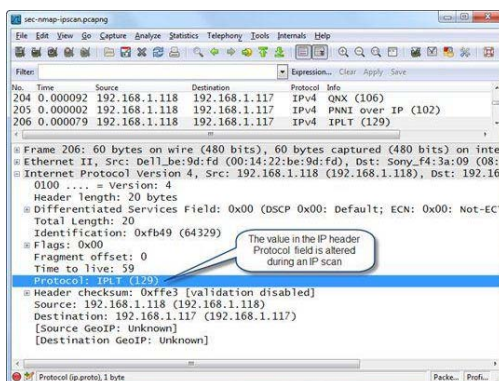 sec-nmap-ipscan.pcapng
File Edit View Go Capture Analyze Statistics Telephony Tools Internals Help
Filter: Expression... Clear Apply Save
No. Time Source Destination Protocol Info
204 0.000092 192.168.1.118 192.168.1.117 IPv4 QNX (106)
205 0.000002 192.168.1.118 192.168.1.117 IPv4 PNNI over IP (102)
206 0.000079 192.168.1.118 192.168.1.117 IPv4 IPLT (129)
Frame 206: 60 bytes on wire (480 bits), 60 bytes captured (480 bits) on inte
Ethernet II, Src: Dell_be:9d:fd (00:14:22:be:9d:fd), Dst: Sony_f4:3a:09 (08:
Internet Protocol Version 4, Src: 192.168.1.118 (192.168.1.118), Dst: 192.16
0100 .... = Version: 4
Header length: 20 bytes
Differentiated Services Field: 0x00 (DSCP 0x00: Default; ECN: 0x00: Not-EC
Total Length: 20
Identification: 0xfb49 (64329)
Flags: 0x00
Fragment offset: 0
Time to live: 59
Protocol: IPLT (129)
Header checksum: 0xffe3 [validation disabled]
Source: 192.168.1.118 (192.168.1.118)
Destination: 192.168.1.117 (192.168.1.117)
[Source GeoIP: Unknown]
[Destination GeoIP: Unknown]
The value in the IP header
Protocol field is altered
during an IP scan
Protocol (ip.proto), 1 byte Packe... Profi...